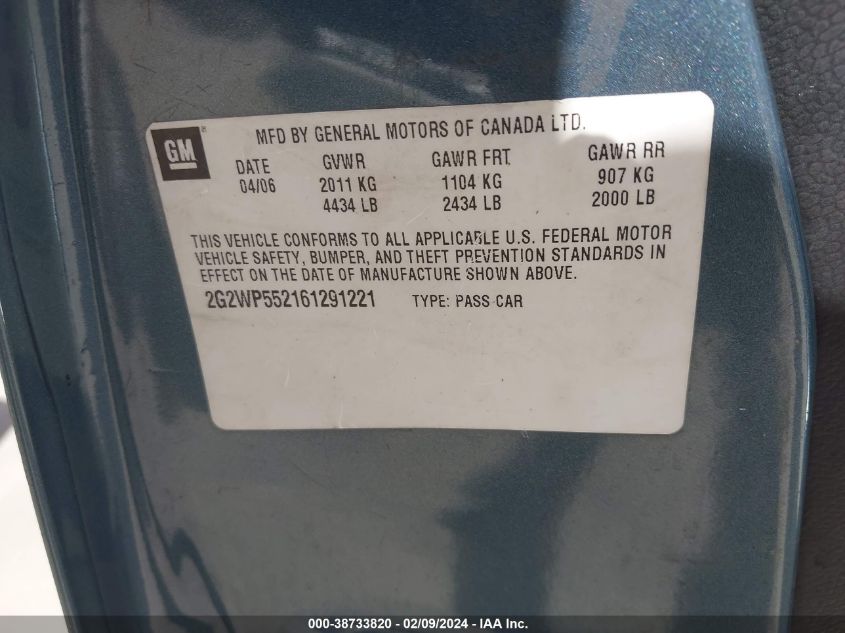 GM
MFD BY GENERAL MOTORS OF CANADA LTD.
DATE GVWR GAWR FRT GAWR RR
04/06 2011 KG 1104 KG 907 KG
4434 LB 2434 LB 2000 LB
THIS VEHICLE CONFORMS TO ALL APPLICABLE U.S. FEDERAL MOTOR
VEHICLE SAFETY, BUMPER, AND THEFT PREVENTION STANDARDS IN
EFFECT ON THE DATE OF MANUFACTURE SHOWN ABOVE.
2G2WP552161291221 TYPE: PASS CAR
000-38733820 - 02/09/2024 - IAA Inc.